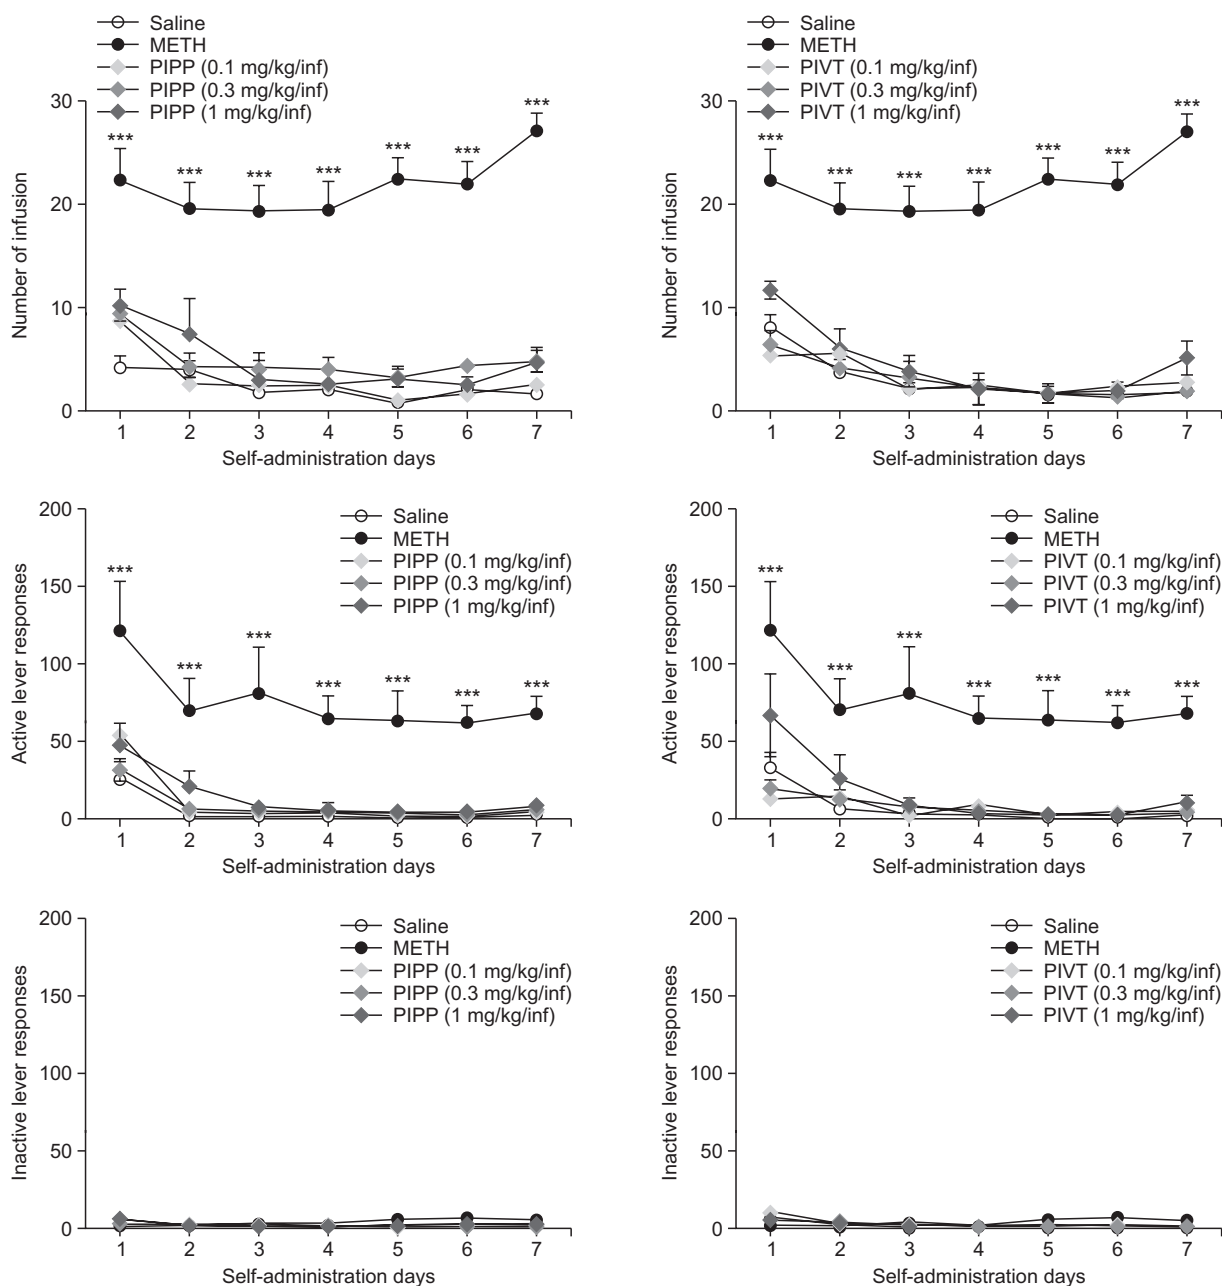 Saline
METH
PIPP (0.1 mg/kg/inf)
PIPP (0.3 mg/kg/inf)
PIPP (1 mg/kg/inf)
30
20
10
0
Number of infusion
*** *** *** *** *** *** ***
1 2 3 4 5 6 7
Self-administration days
Saline
METH
PIVT (0.1 mg/kg/inf)
PIVT (0.3 mg/kg/inf)
PIVT (1 mg/kg/inf)
30
20
10
0
Number of infusion
*** *** *** *** *** *** ***
1 2 3 4 5 6 7
Self-administration days
200
150
100
50
0
Active lever responses
Saline
METH
PIPP (0.1 mg/kg/inf)
PIPP (0.3 mg/kg/inf)
PIPP (1 mg/kg/inf)
*** *** *** *** *** *** ***
1 2 3 4 5 6 7
Self-administration days
200
150
100
50
0
Active lever responses
Saline
METH
PIVT (0.1 mg/kg/inf)
PIVT (0.3 mg/kg/inf)
PIVT (1 mg/kg/inf)
*** *** *** *** *** *** ***
1 2 3 4 5 6 7
Self-administration days
200
150
100
50
0
Inactive lever responses
Saline
METH
PIPP (0.1 mg/kg/inf)
PIPP (0.3 mg/kg/inf)
PIPP (1 mg/kg/inf)
1 2 3 4 5 6 7
Self-administration days
200
150
100
50
0
Inactive lever responses
Saline
METH
PIVT (0.1 mg/kg/inf)
PIVT (0.3 mg/kg/inf)
PIVT (1 mg/kg/inf)
1 2 3 4 5 6 7
Self-administration days